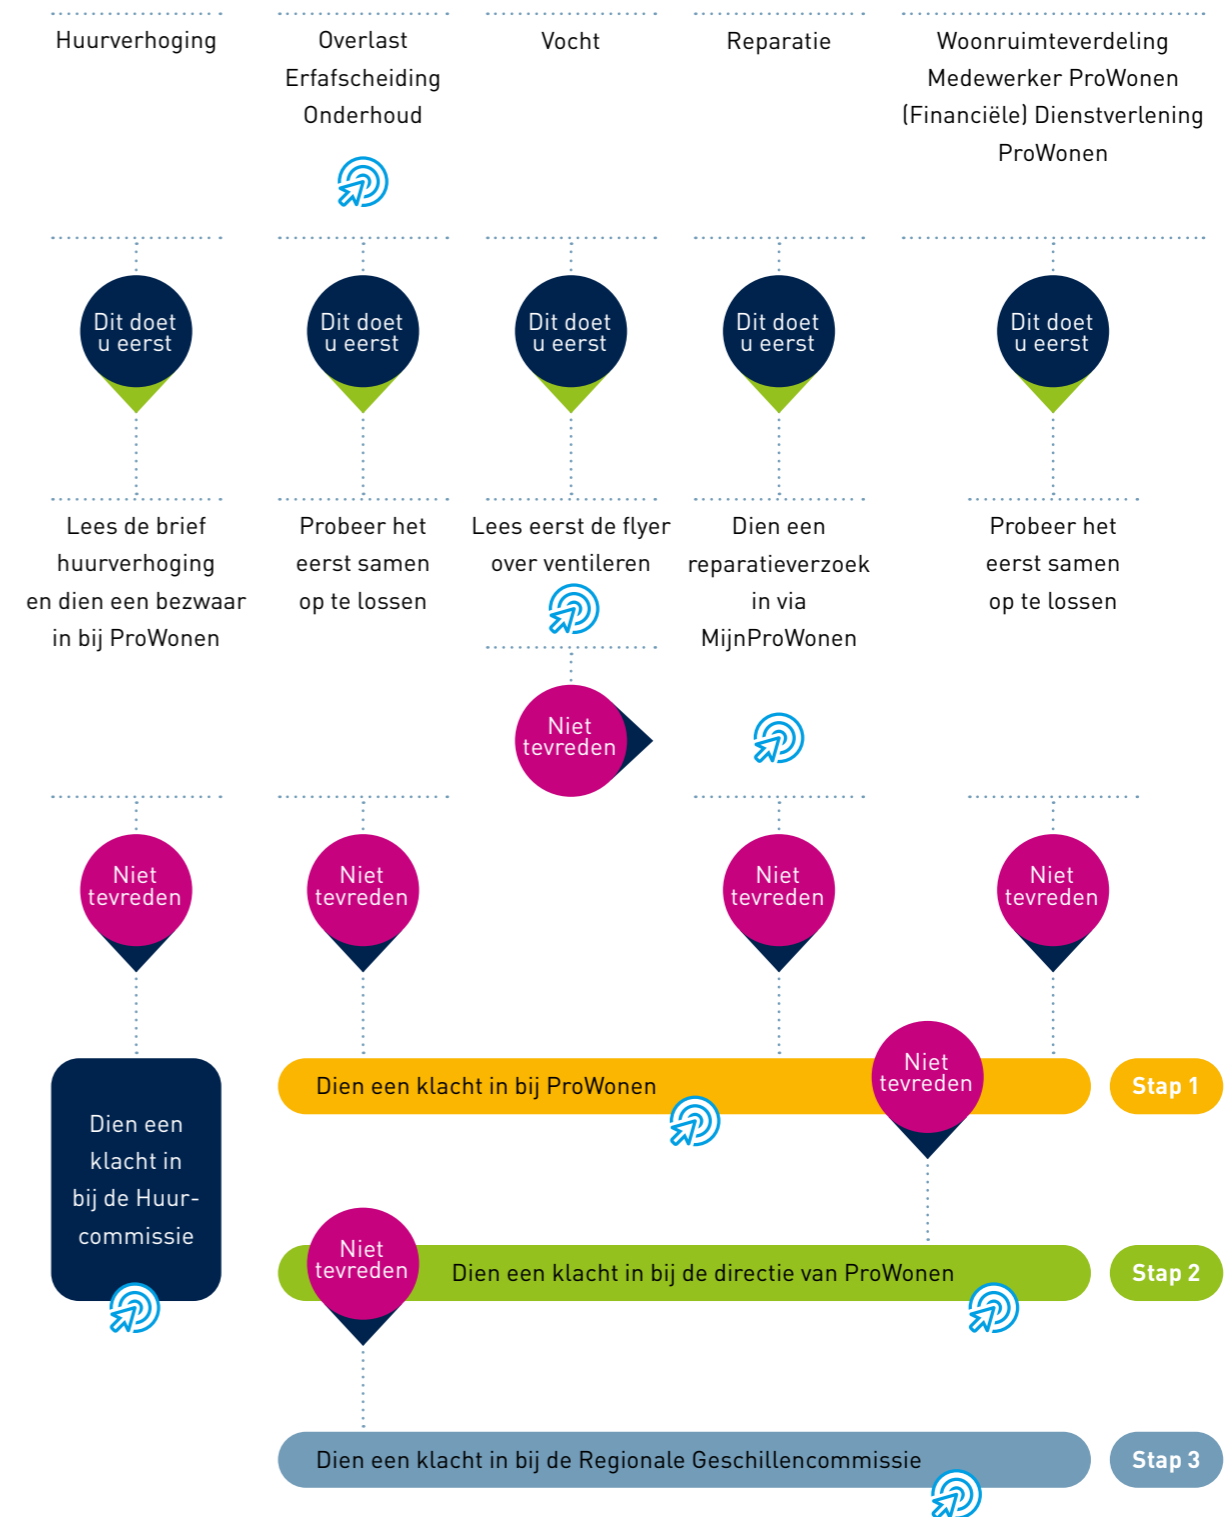 Huurverhoging
Overlast
Erfafscheiding
Onderhoud
Vocht
Reparatie
Woonruimteverdeling
Medewerker ProWonen
(Financiële) Dienstverlening
ProWonen
Dit doet
u eerst
Dit doet
u eerst
Dit doet
u eerst
Dit doet
u eerst
Dit doet
u eerst
Lees de brief
huurverhoging
en dien een bezwaar
in bij ProWonen
Probeer het
eerst samen
op te lossen
Lees eerst de flyer
over ventileren
Dien een
reparatieverzoek
in via
MijnProWonen
Probeer het
eerst samen
op te lossen
Niet
tevreden
Niet
tevreden
Niet
tevreden
Niet
tevreden
Niet
tevreden
Dien een
klacht in
bij de Huur-
commissie
Dien een klacht in bij ProWonen
Niet
tevreden
Stap 1
Niet
tevreden
Dien een klacht in bij de directie van ProWonen
Stap 2
Dien een klacht in bij de Regionale Geschillencommissie
Stap 3